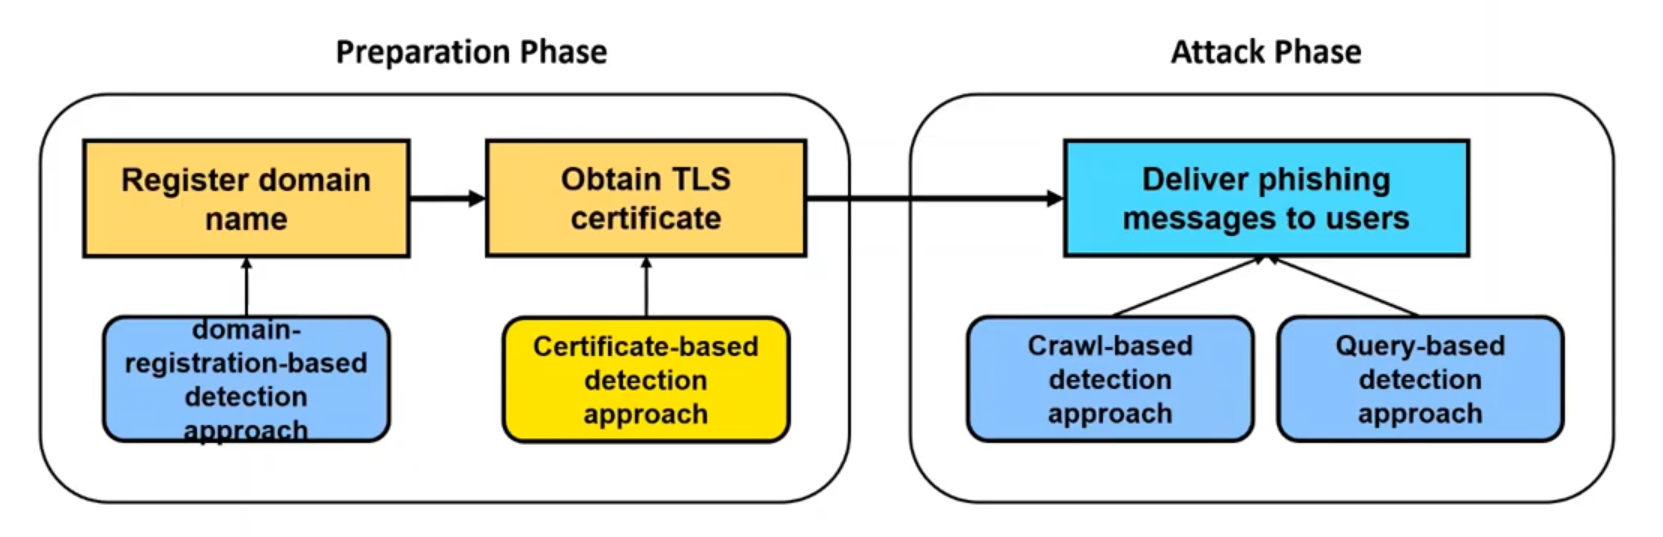 Preparation Phase
Attack Phase
Register domain
name
Obtain TLS
certificate
Deliver phishing
messages to users
domain-
registration-based
detection
approach
Certificate-based
detection
approach
Crawl-based
detection
approach
Query-based
detection
approach